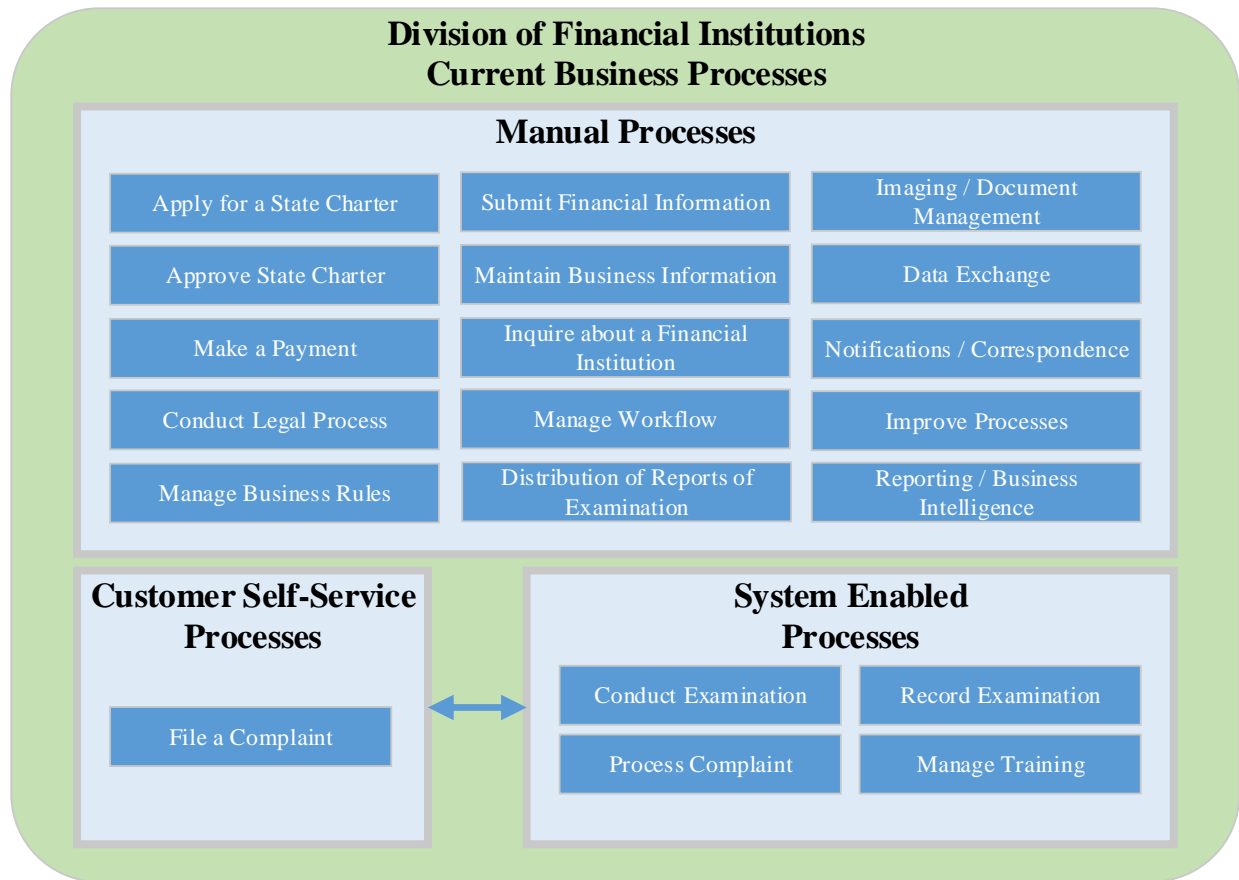 Division of Financial Institutions
Current Business Processes
Manual Processes
Apply for a State Charter
Submit Financial Information
Imaging / Document
Management
Approve State Charter
Maintain Business Information
Data Exchange
Make a Payment
Inquire about a Financial
Institution
Notifications / Correspondence
Conduct Legal Process
Manage Workflow
Improve Processes
Manage Business Rules
Distribution of Reports of
Examination
Reporting / Business
Intelligence
Customer Self-Service
Processes
File a Complaint
System Enabled
Processes
Conduct Examination
Record Examination
Process Complaint
Manage Training